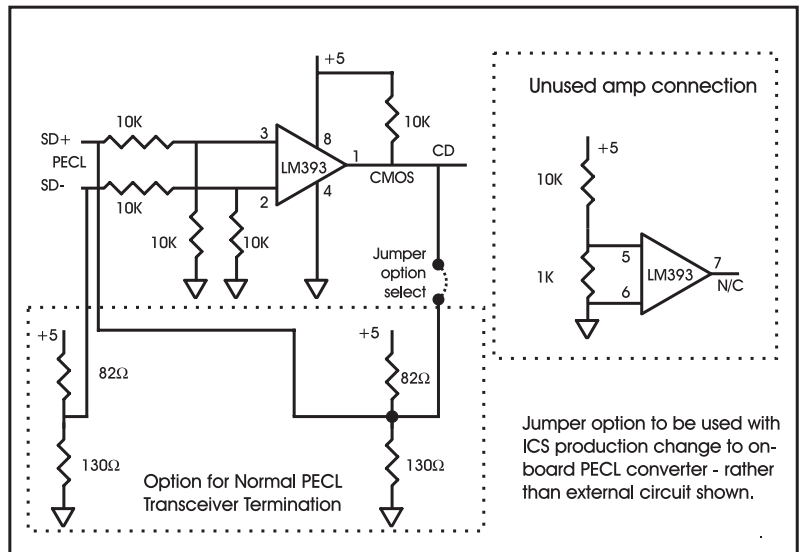 +5
Unused amp connection
10K
SD+
PECL
SD-
3
8
10K
LM393
1
CD
CMOS
4
2
10K
10K
10K
+5
10K
5
7
LM393
N/C
1K
6
Jumper
option
select
+5
82Ω
130Ω
+5
82Ω
130Ω
Option for Normal PECL
Transceiver Termination
Jumper option to be used with
ICS production change to on-
board PECL converter - rather
than external circuit shown.